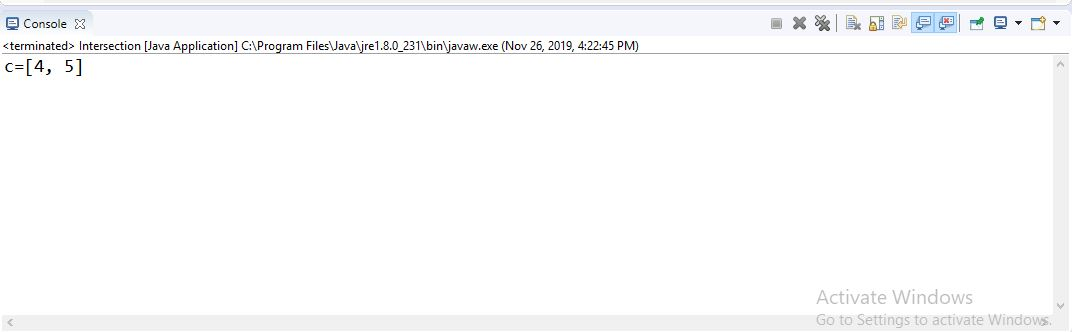 Console
<terminated> Intersection [Java Application] C:\Program Files\Java\jre1.8.0_231\bin\javaw.exe (Nov 26, 2019, 4:22:45 PM)
c=[4, 5]
Activate Windows
Go to Settings to activate Windows.